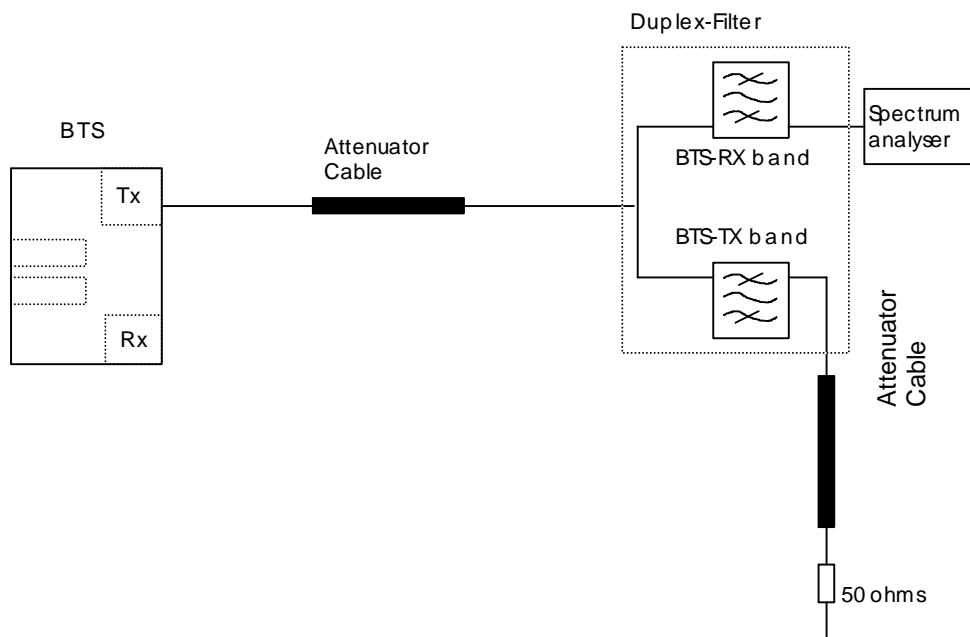 Duplex-Filter
BTS
Spectrum
analyser
Attenuator
Cable
BTS-RX band
Tx
BTS-TX band
Rx
Attenuator
Cable
50 ohms